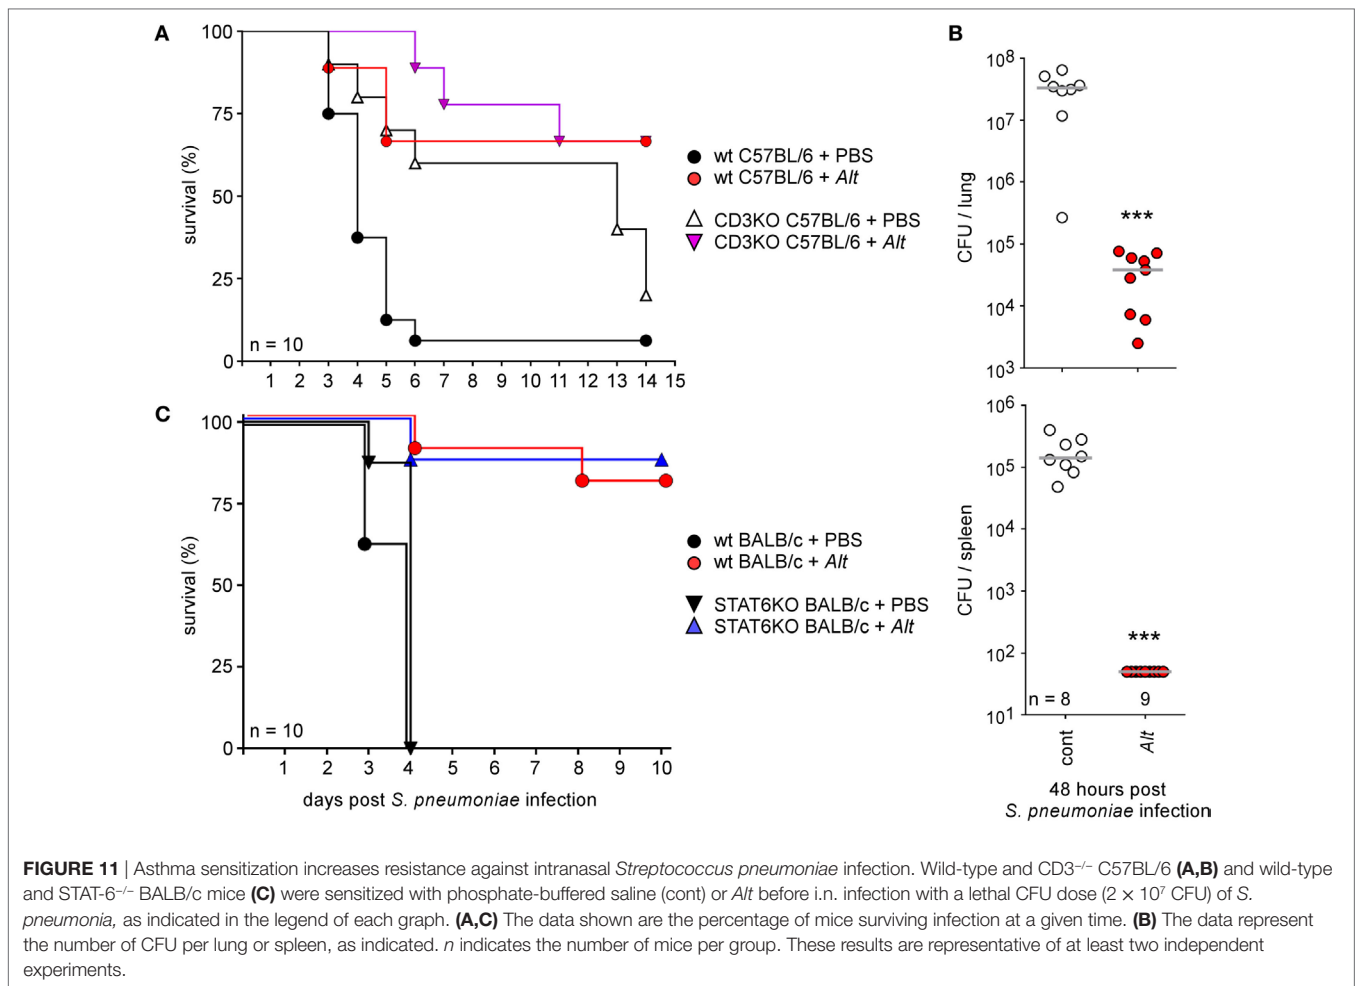 A
100
75
50
25
0
survival (%)
n = 10
1 2 3 4 5 6 7 8 9 10 11 12 13 14 15
wt C57BL/6 + PBS
wt C57BL/6 + Alt
CD3KO C57BL/6 + PBS
CD3KO C57BL/6 + Alt
B
10⁸
10⁷
10⁶
10⁵
10⁴
10³
CFU / lung
***
C
100
75
50
25
0
survival (%)
n = 10
1 2 3 4 5 6 7 8 9 10
days post S. pneumoniae infection
wt BALB/c + PBS
wt BALB/c + Alt
STAT6KO BALB/c + PBS
STAT6KO BALB/c + Alt
10⁶
10⁵
10⁴
10³
10²
10¹
CFU / spleen
***
n = 8 9
cont Alt
48 hours post
S. pneumoniae infection
FIGURE 11 | Asthma sensitization increases resistance against intranasal Streptococcus pneumoniae infection. Wild-type and CD3⁻/⁻ C57BL/6 (A,B) and wild-type
and STAT-6⁻/⁻ BALB/c mice (C) were sensitized with phosphate-buffered saline (cont) or Alt before i.n. infection with a lethal CFU dose (2 × 10⁷ CFU) of S.
pneumonia, as indicated in the legend of each graph. (A,C) The data shown are the percentage of mice surviving infection at a given time. (B) The data represent
the number of CFU per lung or spleen, as indicated. n indicates the number of mice per group. These results are representative of at least two independent
experiments.